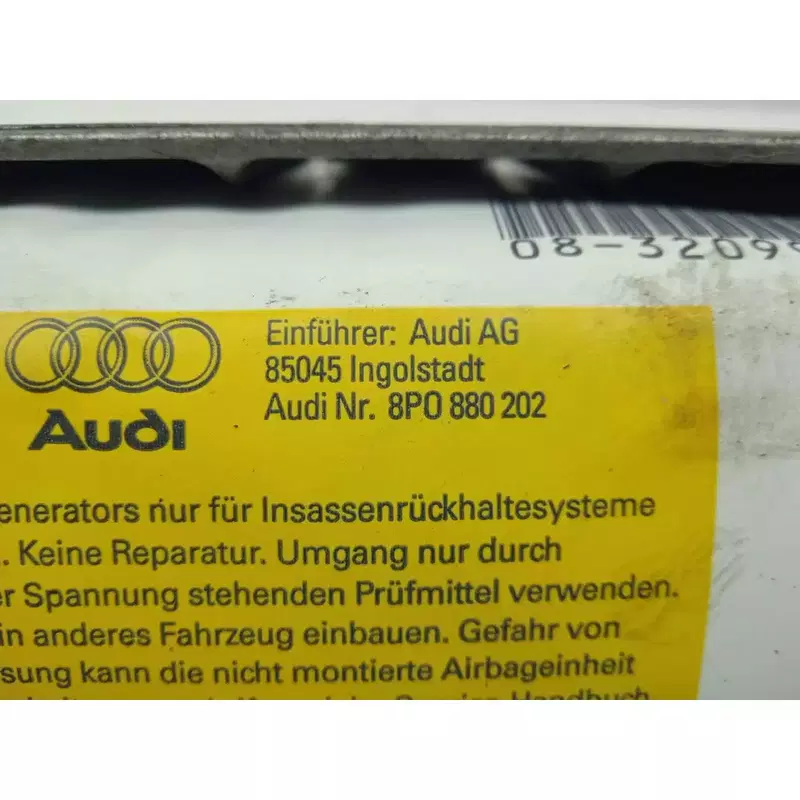 08-3209
Einführer: Audi AG
85045 Ingolstadt
Audi Nr. 8P0 880 202
Audi
enerators nur für Insassenrückhaltesysteme
. Keine Reparatur. Umgang nur durch
er Spannung stehenden Prüfmittel verwenden.
in anderes Fahrzeug einbauen. Gefahr von
sung kann die nicht montierte Airbageinheit
Service-Handbuch